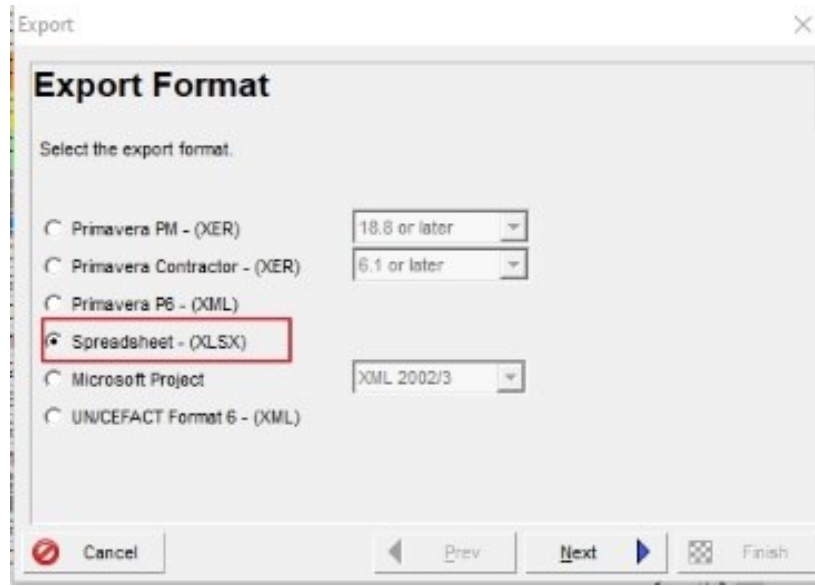 Export
Export Format
Select the export format.
Primavera PM - (XER) 18.8 or later
Primavera Contractor - (XER) 6.1 or later
Primavera P6 - (XML)
Spreadsheet - (XLSX)
Microsoft Project XML 2002/3
UN/CEFACT Format 6 - (XML)
Cancel Prev Next Finish